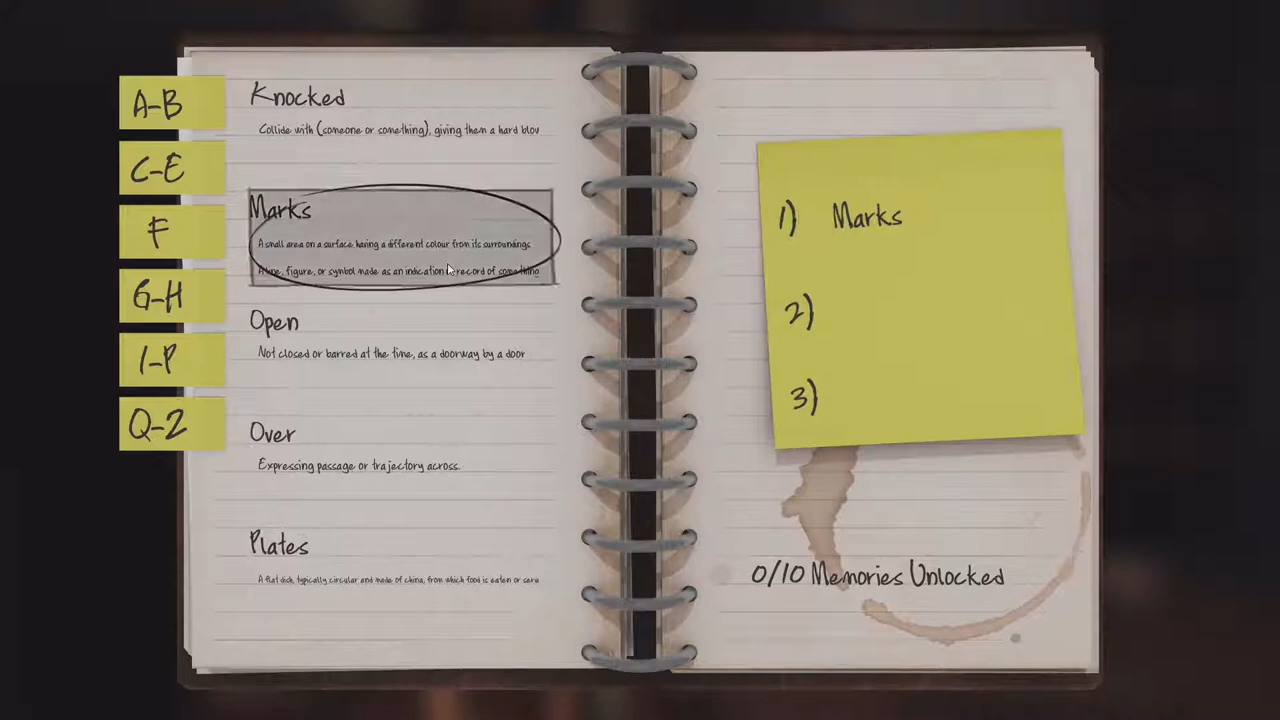 A-B
C-E
F
G-H
I-P
Q-Z
Knocked
Collide with (someone or something), giving them a hard blow
Marks
A small area on a surface having a different colour from its surroundings
A line, figure, or symbol made as an indication or record of something
Open
Not closed or barred at the time, as a doorway by a door
Over
Expressing passage or trajectory across.
Plates
A flat dish, typically circular and made of china, from which food is eaten or serv
1) Marks
2)
3)
0/10 Memories Unlocked